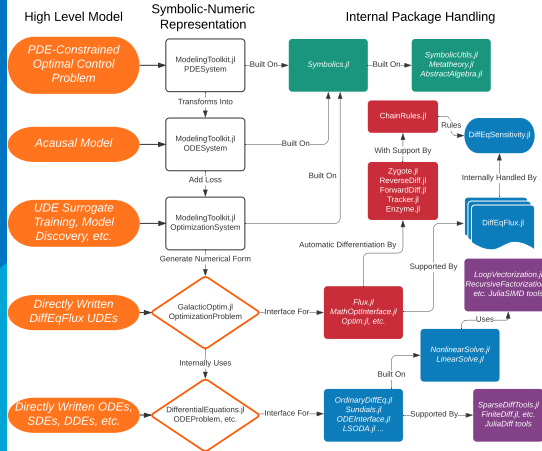 High Level Model
Symbolic-Numeric
Representation
Internal Package Handling
PDE-Constrained
Optimal Control
Problem
ModelingToolkit.jl
PDESystem
Built On
Symbolics.jl
Built On
SymbolicUtils.jl
Metatheory.jl
AbstractAlgebra.jl
Transforms Into
Acausal Model
ModelingToolkit.jl
ODESystem
Built On
ChainRules.jl
Rules
DiffEqSensitivity.jl
With Support By
Add Loss
Built On
Zygote.jl
ReverseDiff.jl
ForwardDiff.jl
Tracker.jl
Enzyme.jl
Internally Handled By
UDE Surrogate
Training, Model
Discovery, etc.
ModelingToolkit.jl
OptimizationSystem
DiffEqFlux.jl
Generate Numerical Form
Automatic Differentiation By
Supported By
LoopVectorization.jl
RecursiveFactorization
etc. JuliaSIMD tools
Directly Written
DiffEqFlux UDEs
GalacticOptim.jl
OptimizationProblem
Interface For
Flux.jl
MathOptInterface.jl
Optim.jl, etc.
Uses
NonlinearSolve.jl
LinearSolve.jl
Internally Uses
Built On
Directly Written ODEs,
SDEs, DDEs, etc.
DifferentialEquations.jl
ODEProblem, etc.
Interface For
OrdinaryDiffEq.jl
Sundials.jl
ODEInterface.jl
LSODA.jl ...
Supported By
SparseDiffTools.jl
FiniteDiff.jl, etc.
JuliaDiff tools